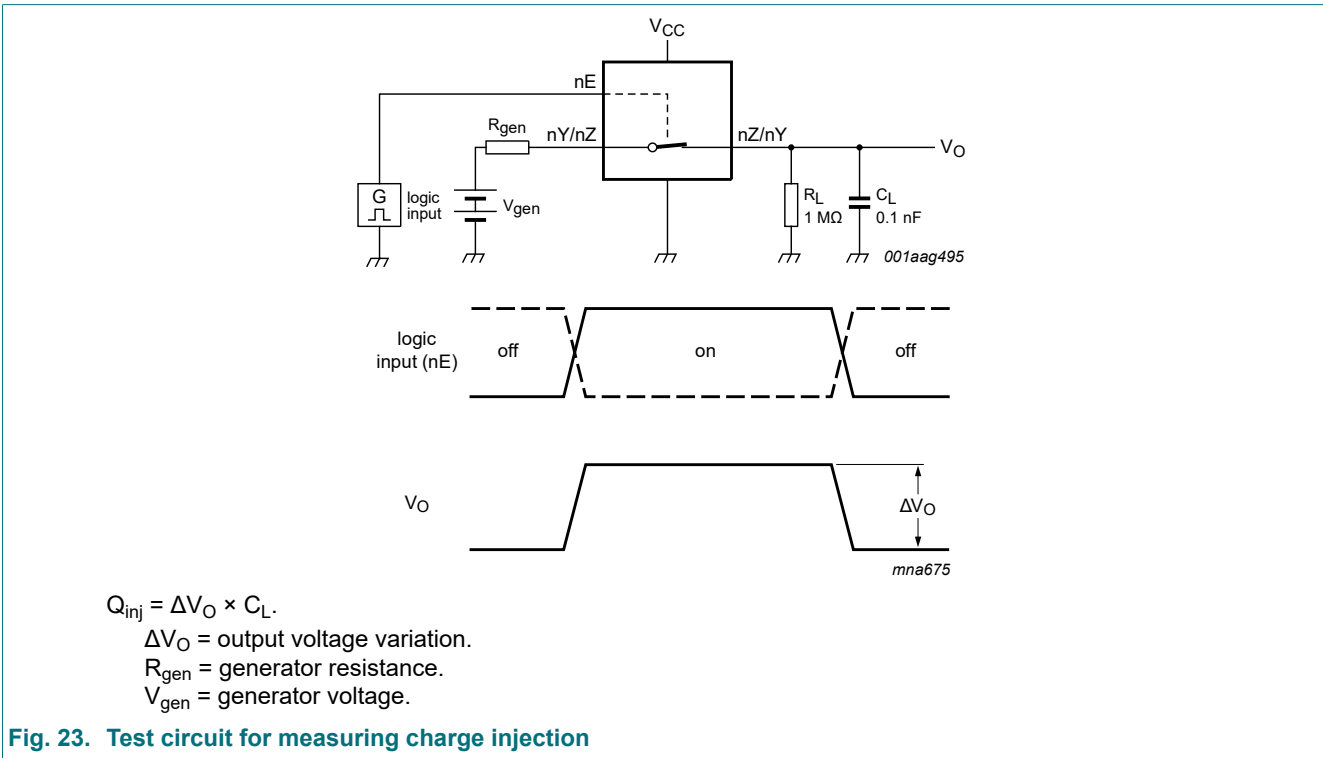 VCC
nE
Rgen
nY/nZ
nZ/nY
VO
G
logic
input
Vgen
RL
1 MΩ
CL
0.1 nF
001aag495
logic
input (nE)
off
on
off
VO
ΔVO
mna675
Qinj = ΔVO × CL.
ΔVO = output voltage variation.
Rgen = generator resistance.
Vgen = generator voltage.
Fig. 23. Test circuit for measuring charge injection